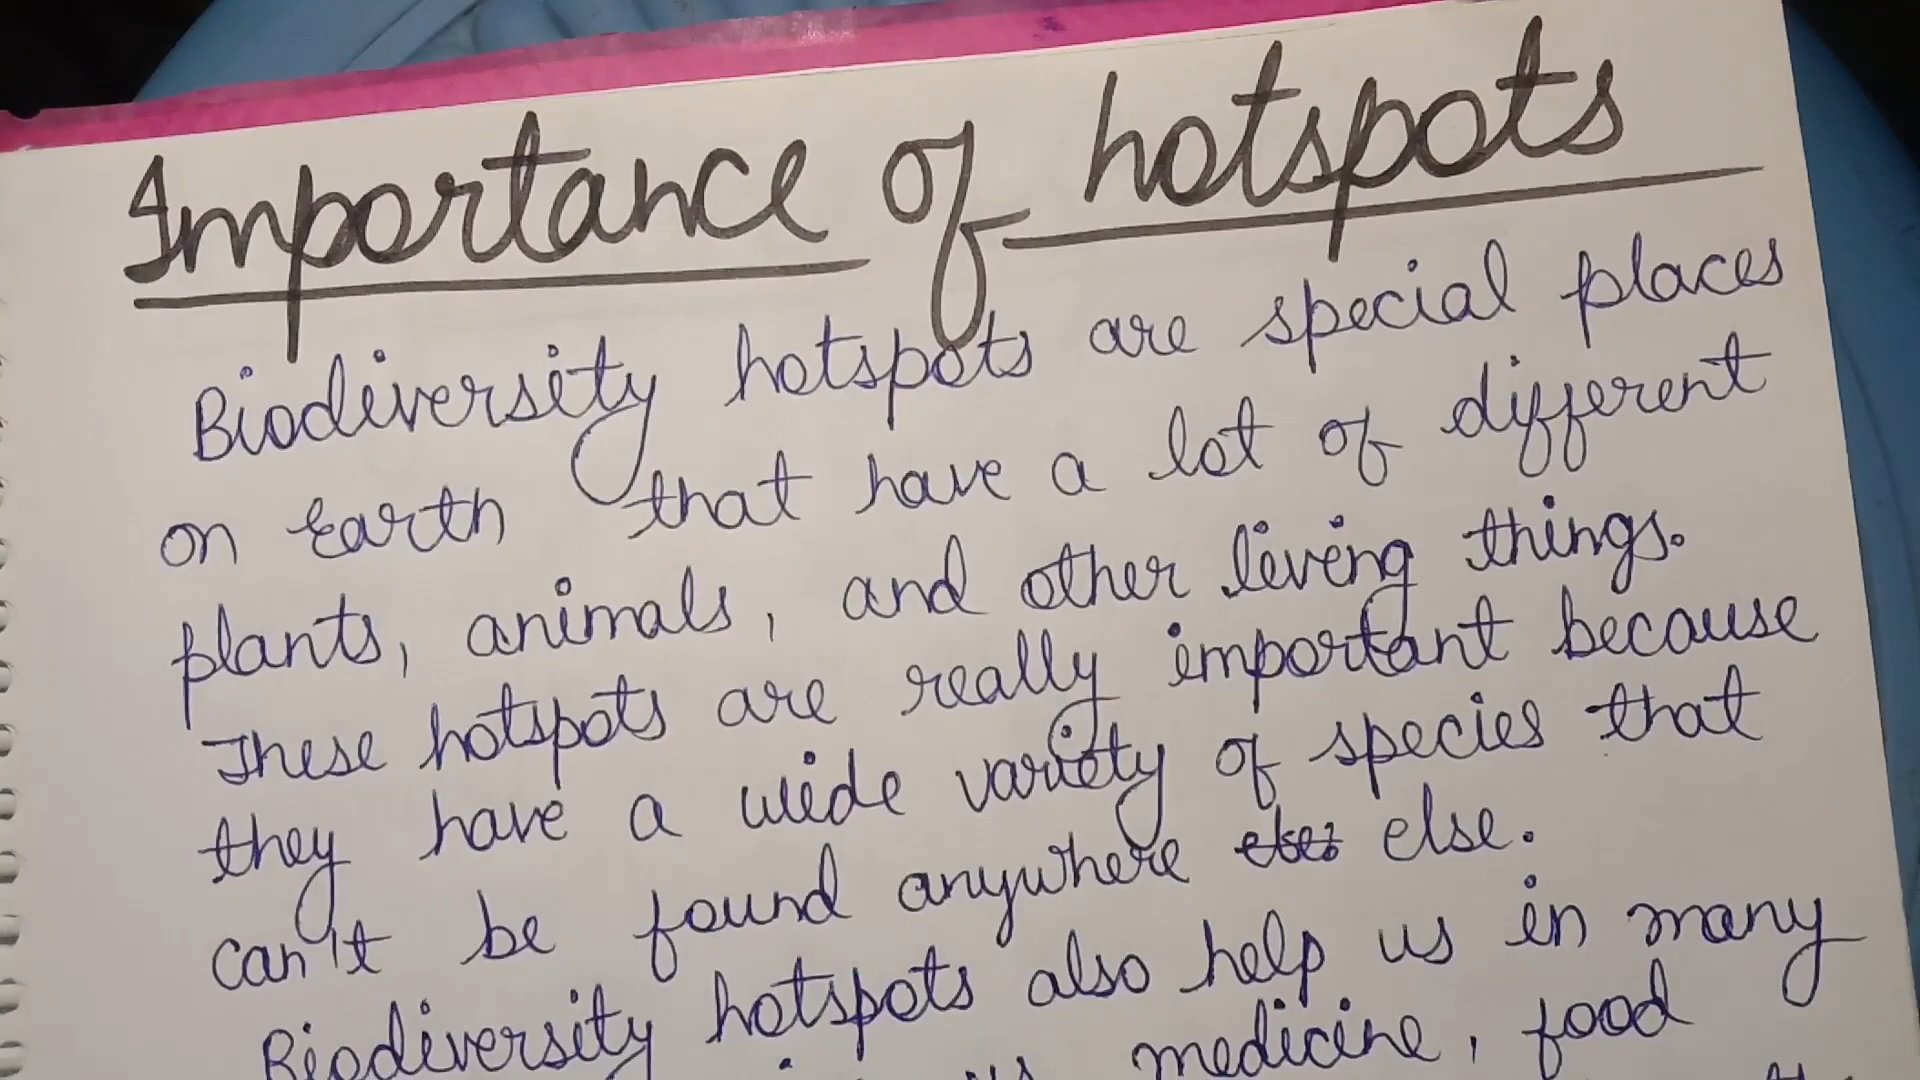 Importance of hotspots
Biodiversity hotspots are special places
on Earth that have a lot of different
plants, animals, and other living things.
These hotspots are really important because
they have a wide variety of species that
can't be found anywhere else.
Biodiversity hotspots also help us in many
us medicine, food